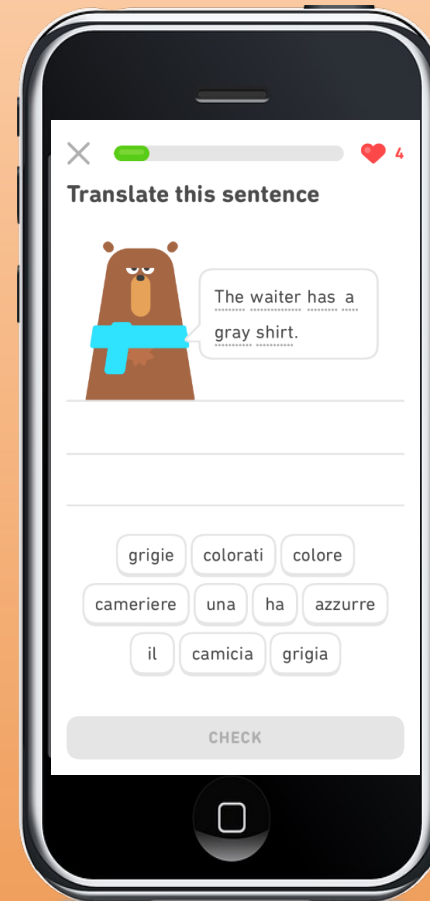 4
Translate this sentence
The waiter has a
gray shirt.
grigie colorati colore
cameriere una ha azzurre
il camicia grigia
CHECK